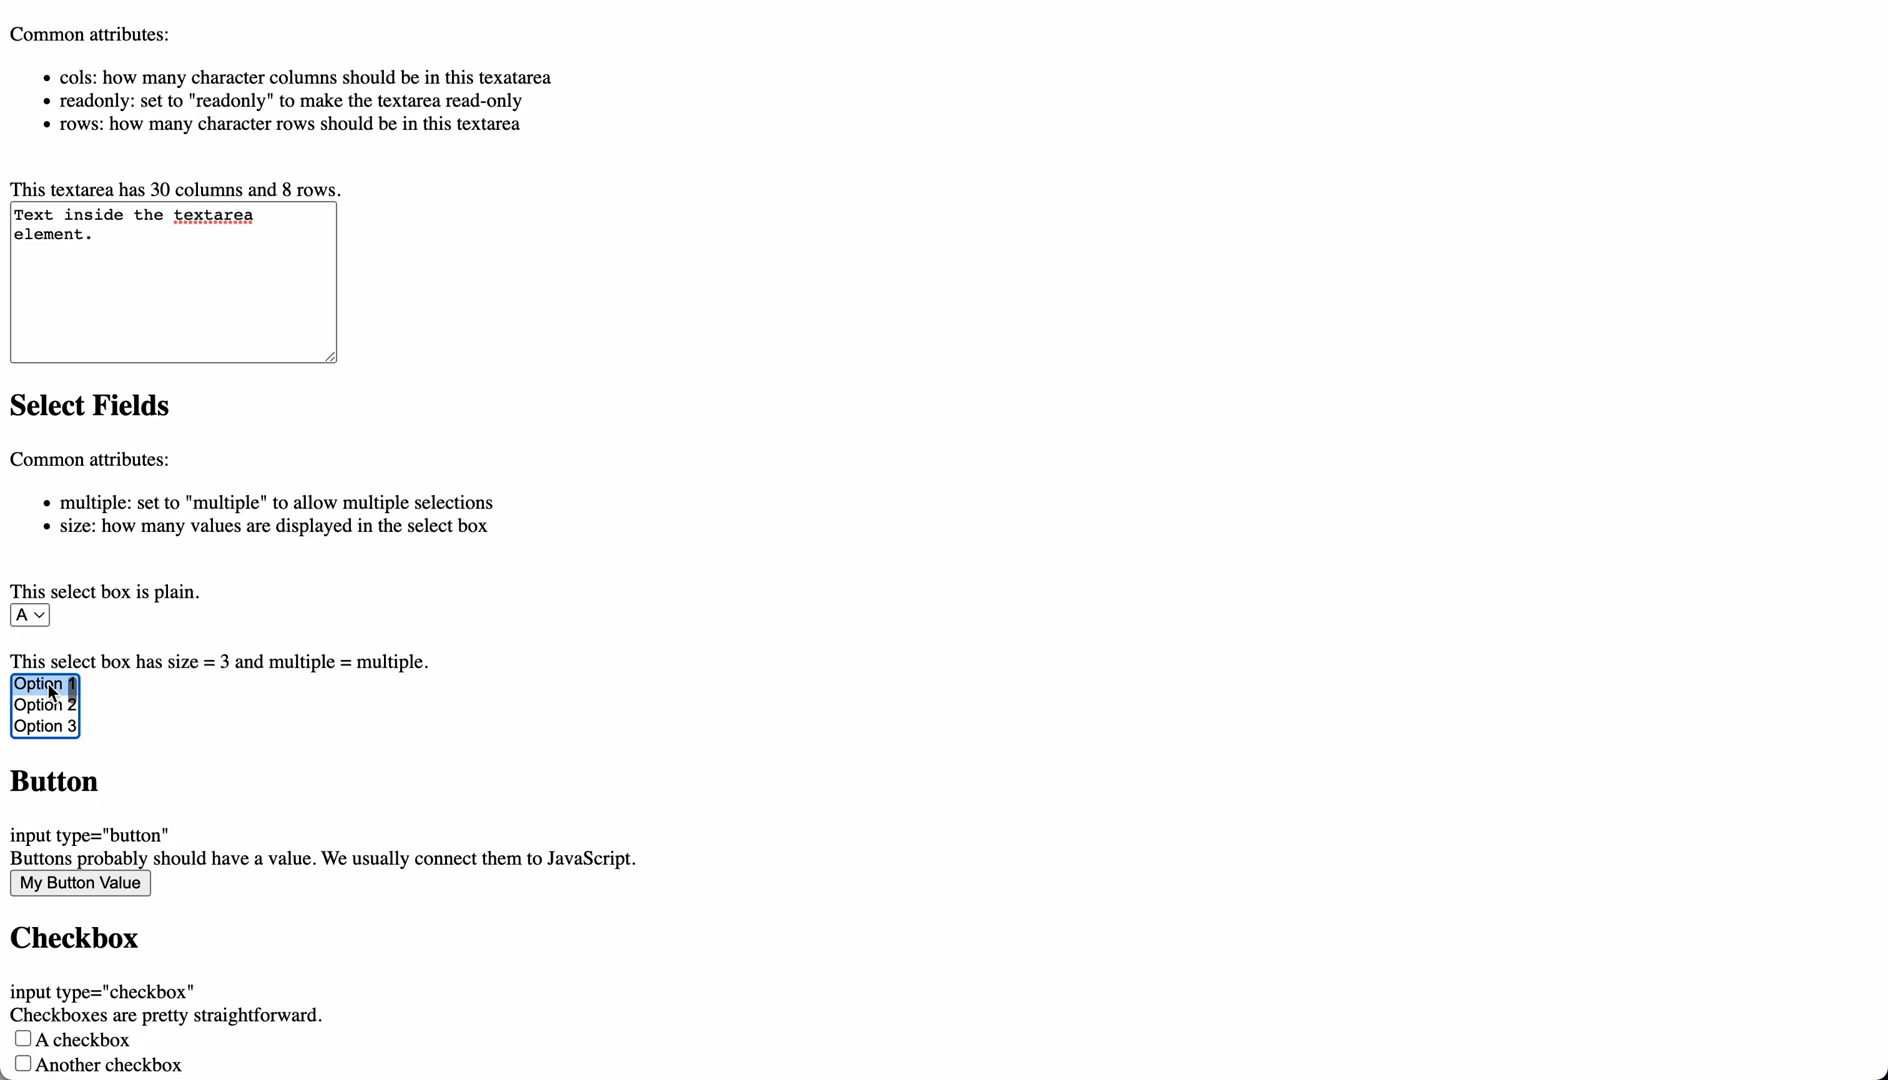 Common attributes:
cols: how many character columns should be in this texatarea
readonly: set to "readonly" to make the textarea read-only
rows: how many character rows should be in this textarea
This textarea has 30 columns and 8 rows.
Text inside the textarea
element.
Select Fields
Common attributes:
multiple: set to "multiple" to allow multiple selections
size: how many values are displayed in the select box
This select box is plain.
A
This select box has size = 3 and multiple = multiple.
Option 1
Option 2
Option 3
Button
input type="button"
Buttons probably should have a value. We usually connect them to JavaScript.
My Button Value
Checkbox
input type="checkbox"
Checkboxes are pretty straightforward.
A checkbox
Another checkbox